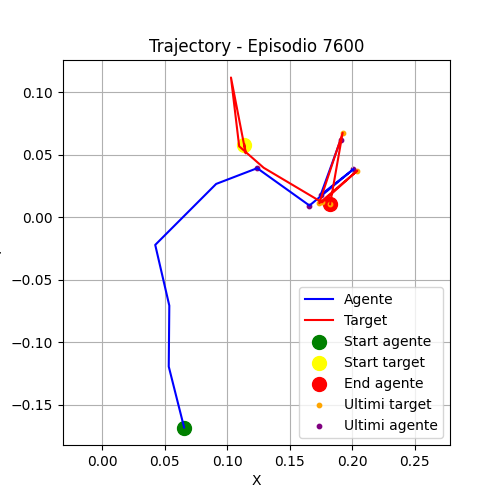 Trajectory - Episodio 7600
0.10
0.05
0.00
−0.05
−0.10
−0.15
0.00 0.05 0.10 0.15 0.20 0.25
X
Agente
Target
Start agente
Start target
End agente
Ultimi target
Ultimi agente